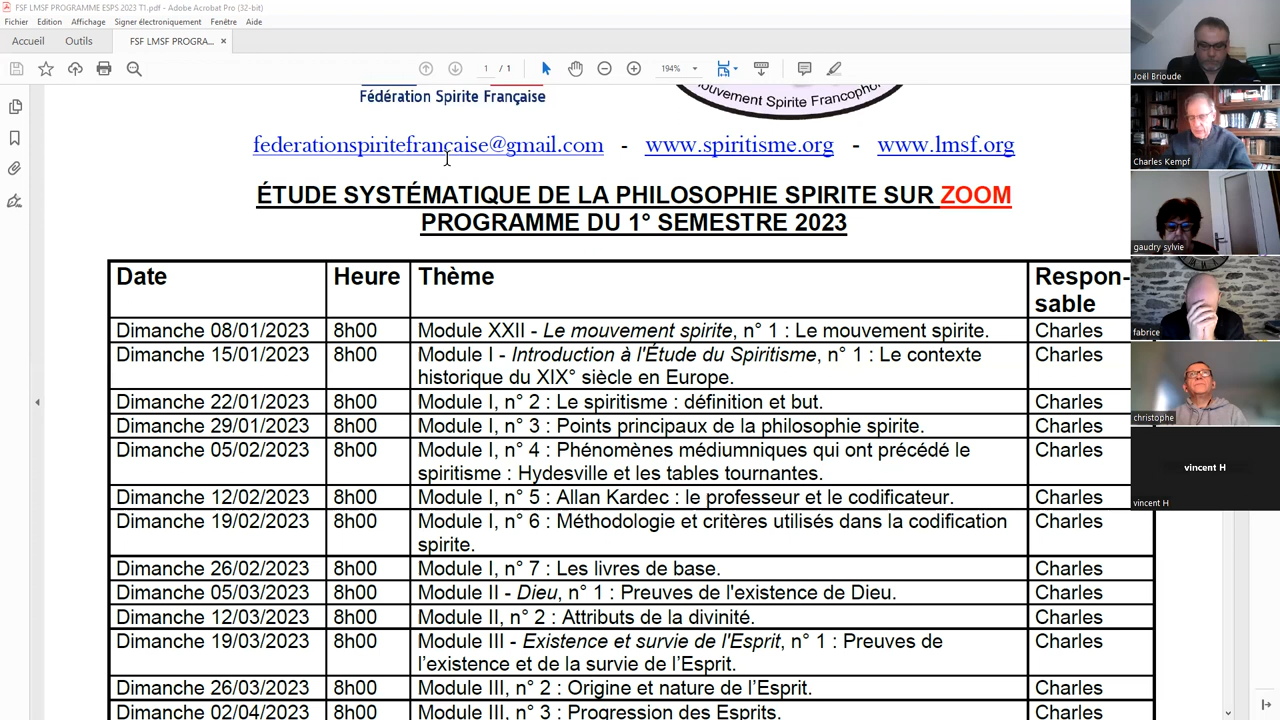 FSF LMSF PROGRAMME ESPS 2023 T1.pdf - Adobe Acrobat Pro (32-bit)
Fichier Edition Affichage Signer électroniquement Fenêtre Aide
Accueil Outils FSF LMSF PROGRA... ×
1 / 1 194%
Fédération Spirite Française
Mouvement Spirite Francophone
federationspiritefrancaise@gmail.com - www.spiritisme.org - www.lmsf.org
ÉTUDE SYSTÉMATIQUE DE LA PHILOSOPHIE SPIRITE SUR ZOOM
PROGRAMME DU 1° SEMESTRE 2023
Date Heure Thème Respon-
sable
Dimanche 08/01/2023 8h00 Module XXII - Le mouvement spirite, n° 1 : Le mouvement spirite. Charles
Dimanche 15/01/2023 8h00 Module I - Introduction à l'Étude du Spiritisme, n° 1 : Le contexte Charles
historique du XIX° siècle en Europe.
Dimanche 22/01/2023 8h00 Module I, n° 2 : Le spiritisme : définition et but. Charles
Dimanche 29/01/2023 8h00 Module I, n° 3 : Points principaux de la philosophie spirite. Charles
Dimanche 05/02/2023 8h00 Module I, n° 4 : Phénomènes médiumniques qui ont précédé le Charles
spiritisme : Hydesville et les tables tournantes.
Dimanche 12/02/2023 8h00 Module I, n° 5 : Allan Kardec : le professeur et le codificateur. Charles
Dimanche 19/02/2023 8h00 Module I, n° 6 : Méthodologie et critères utilisés dans la codification Charles
spirite.
Dimanche 26/02/2023 8h00 Module I, n° 7 : Les livres de base. Charles
Dimanche 05/03/2023 8h00 Module II - Dieu, n° 1 : Preuves de l'existence de Dieu. Charles
Dimanche 12/03/2023 8h00 Module II, n° 2 : Attributs de la divinité. Charles
Dimanche 19/03/2023 8h00 Module III - Existence et survie de l'Esprit, n° 1 : Preuves de Charles
l’existence et de la survie de l’Esprit.
Dimanche 26/03/2023 8h00 Module III, n° 2 : Origine et nature de l’Esprit. Charles
Dimanche 02/04/2023 8h00 Module III, n° 3 : Progression des Esprits. Charles
Joël Brioude
Charles Kempf
gaudry sylvie
fabrice
christophe
vincent H
vincent H